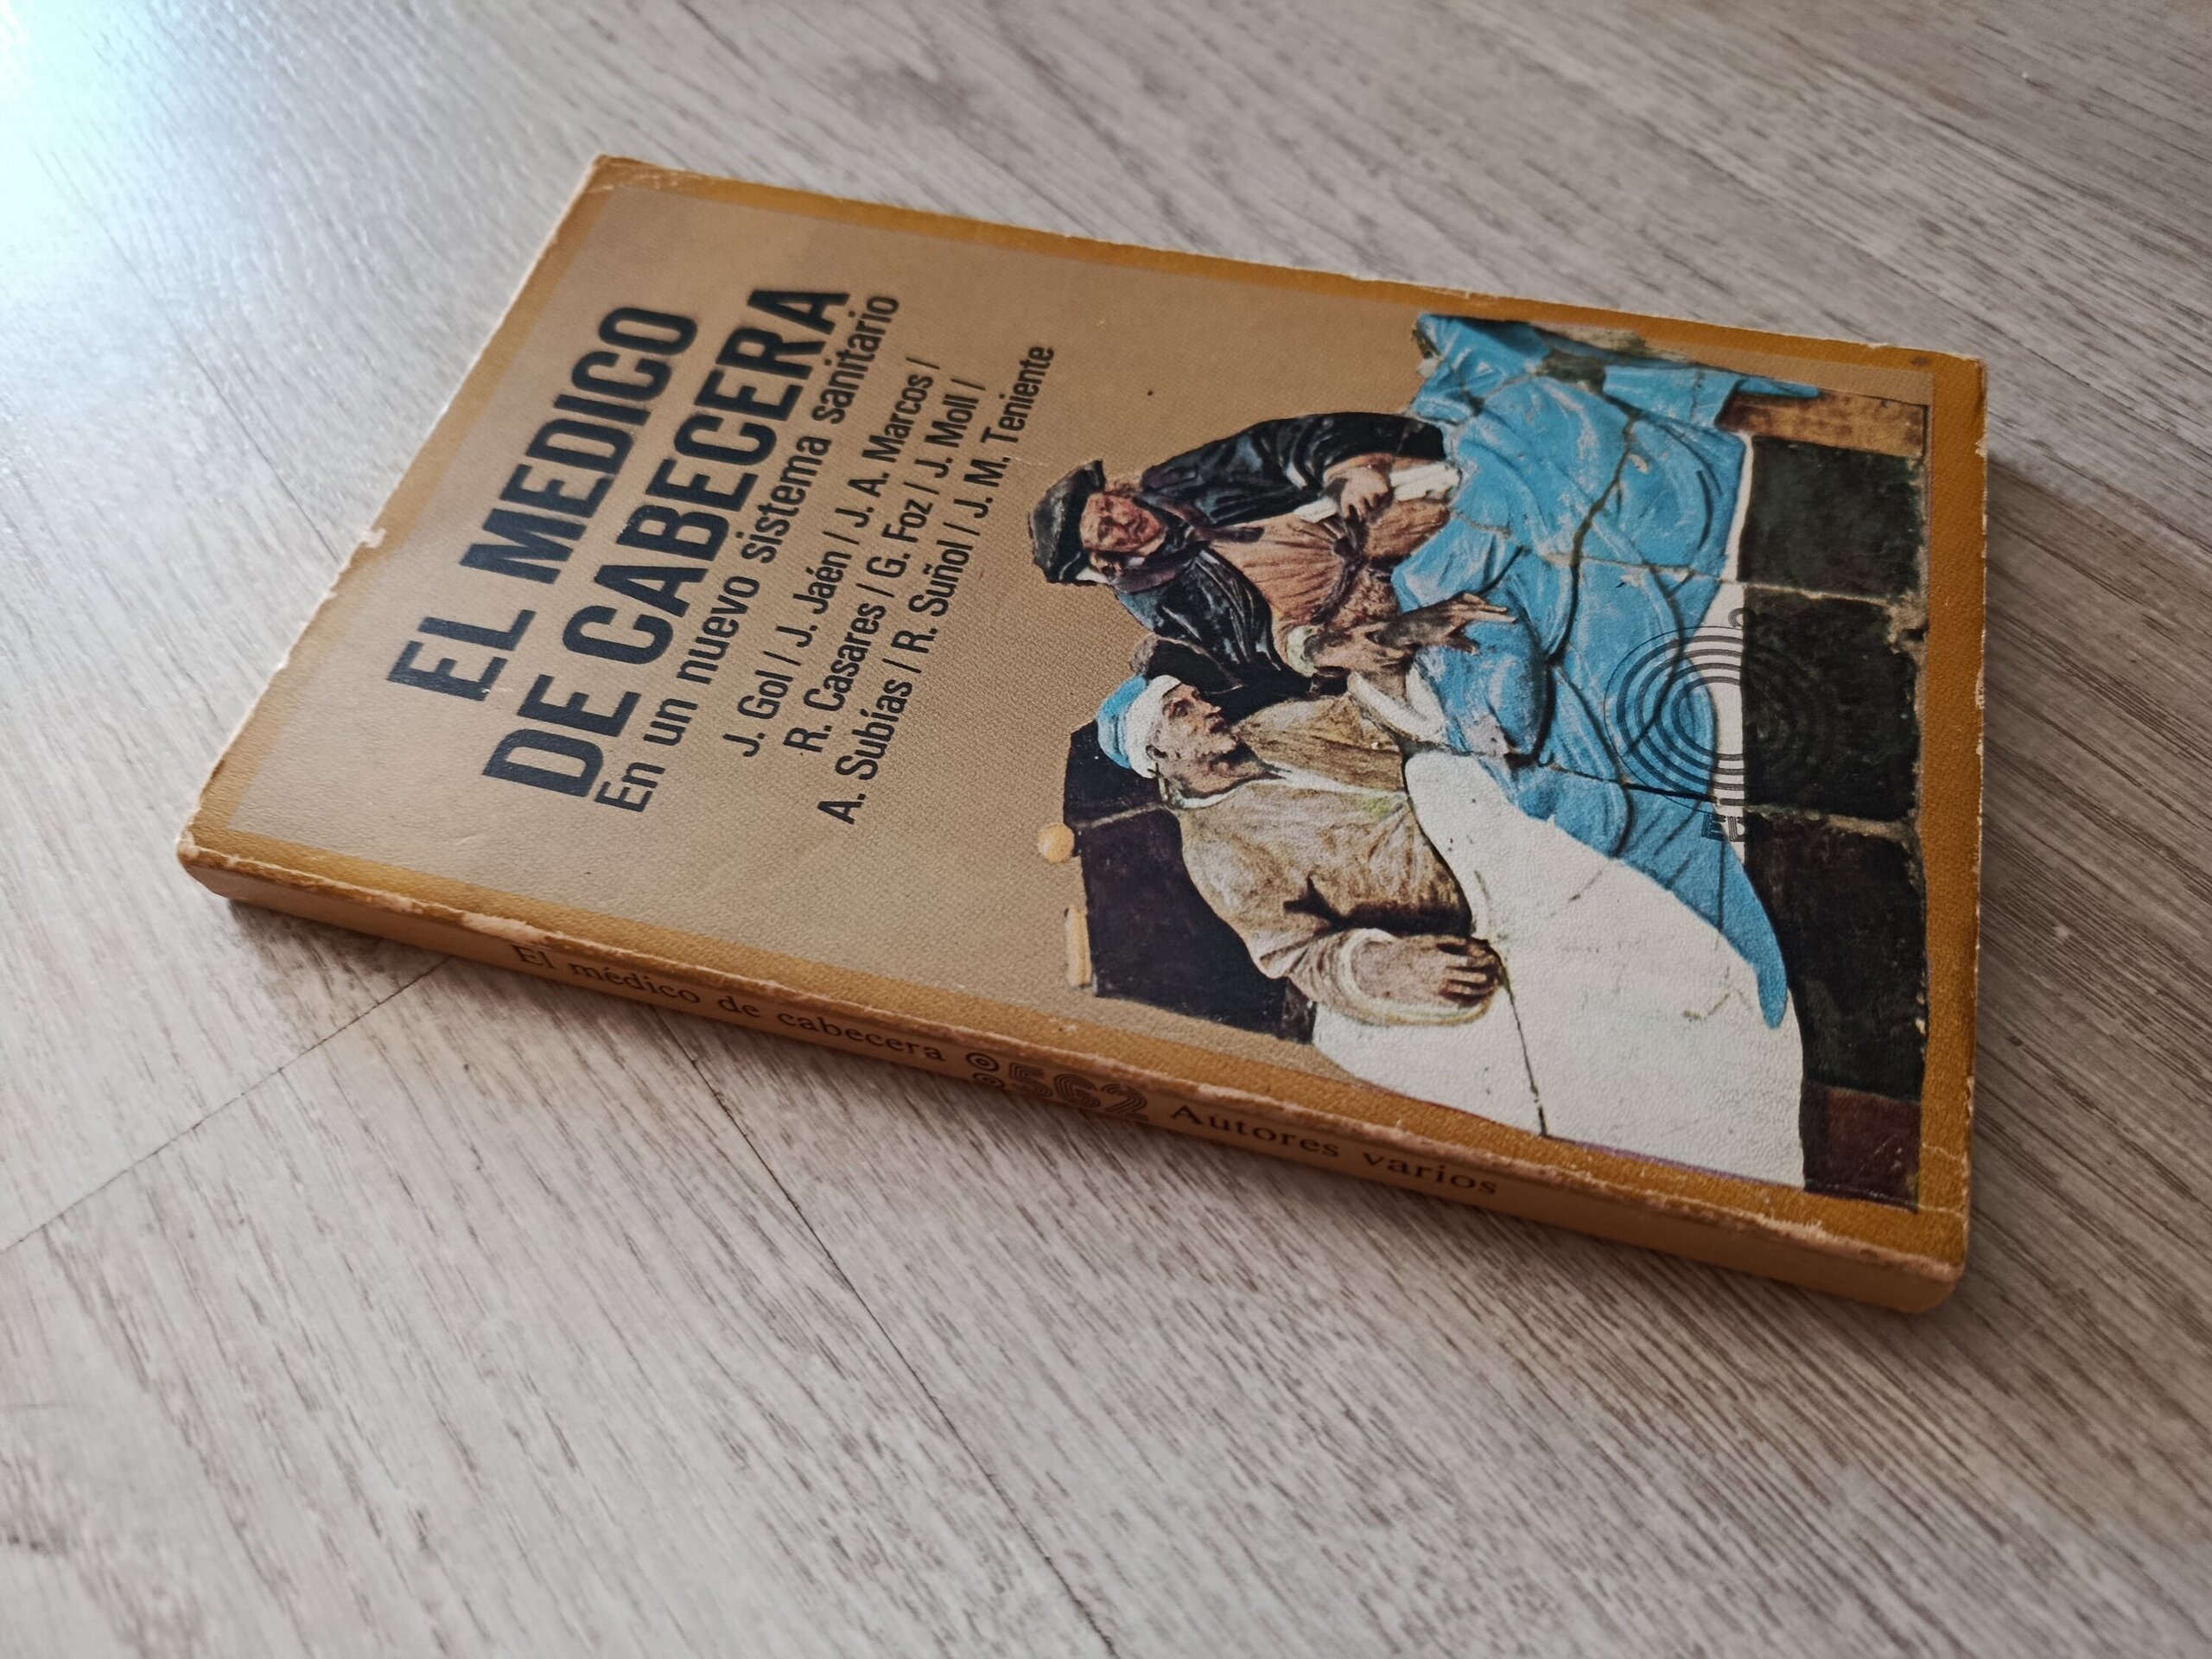 EL MEDICO
DE CABECERA
En un nuevo sistema sanitario
J. Gol / J. Jaén / J. A. Marcos /
R. Casares / G. Foz / J. Moll /
A. Subías / R. Suñol / J. M. Teniente
El médico de cabecera 562 Autores varios